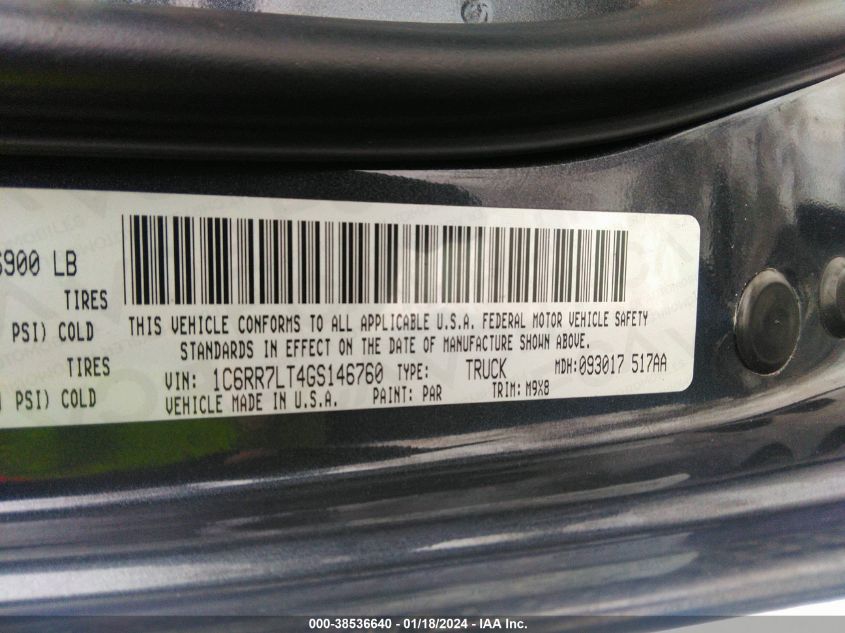 6900 LB
TIRES
PSI) COLD
TIRES
PSI) COLD
THIS VEHICLE CONFORMS TO ALL APPLICABLE U.S.A. FEDERAL MOTOR VEHICLE SAFETY
STANDARDS IN EFFECT ON THE DATE OF MANUFACTURE SHOWN ABOVE.
VIN: 1C6RR7LT4GS146760 TYPE: TRUCK MDH:093017 517AA
VEHICLE MADE IN U.S.A. PAINT: PAR TRIM: M9X8
000-38536640 - 01/18/2024 - IAA Inc.